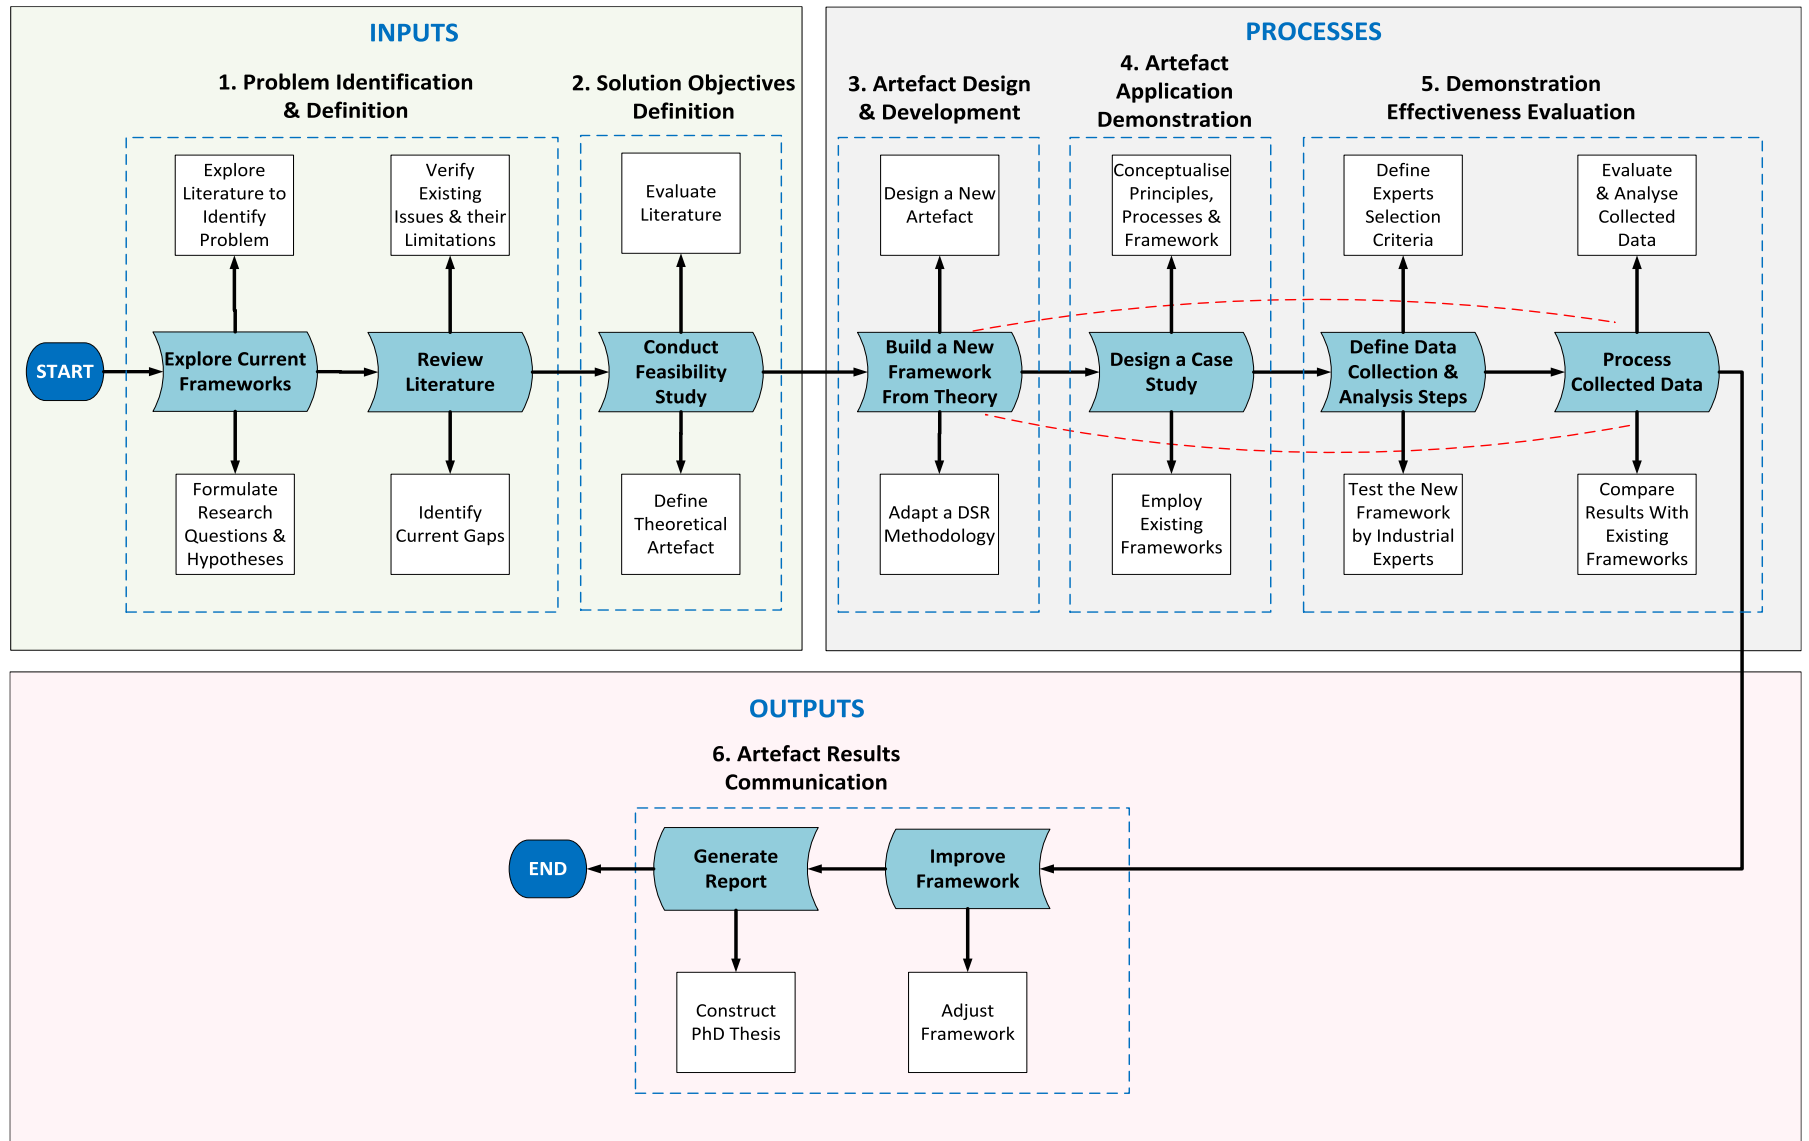 INPUTS
1. Problem Identification
& Definition
2. Solution Objectives
Definition
Explore
Literature to
Identify
Problem
Verify
Existing
Issues & their
Limitations
Evaluate
Literature
START
Explore Current
Frameworks
Review
Literature
Conduct
Feasibility
Study
Formulate
Research
Questions &
Hypotheses
Identify
Current Gaps
Define
Theoretical
Artefact
PROCESSES
3. Artefact Design
& Development
4. Artefact
Application
Demonstration
5. Demonstration
Effectiveness Evaluation
Design a New
Artefact
Conceptualise
Principles,
Processes &
Framework
Define
Experts
Selection
Criteria
Evaluate
& Analyse
Collected
Data
Build a New
Framework
From Theory
Design a Case
Study
Define Data
Collection &
Analysis Steps
Process
Collected Data
Adapt a DSR
Methodology
Employ
Existing
Frameworks
Test the New
Framework
by Industrial
Experts
Compare
Results With
Existing
Frameworks
OUTPUTS
6. Artefact Results
Communication
END
Generate
Report
Improve
Framework
Construct
PhD Thesis
Adjust
Framework